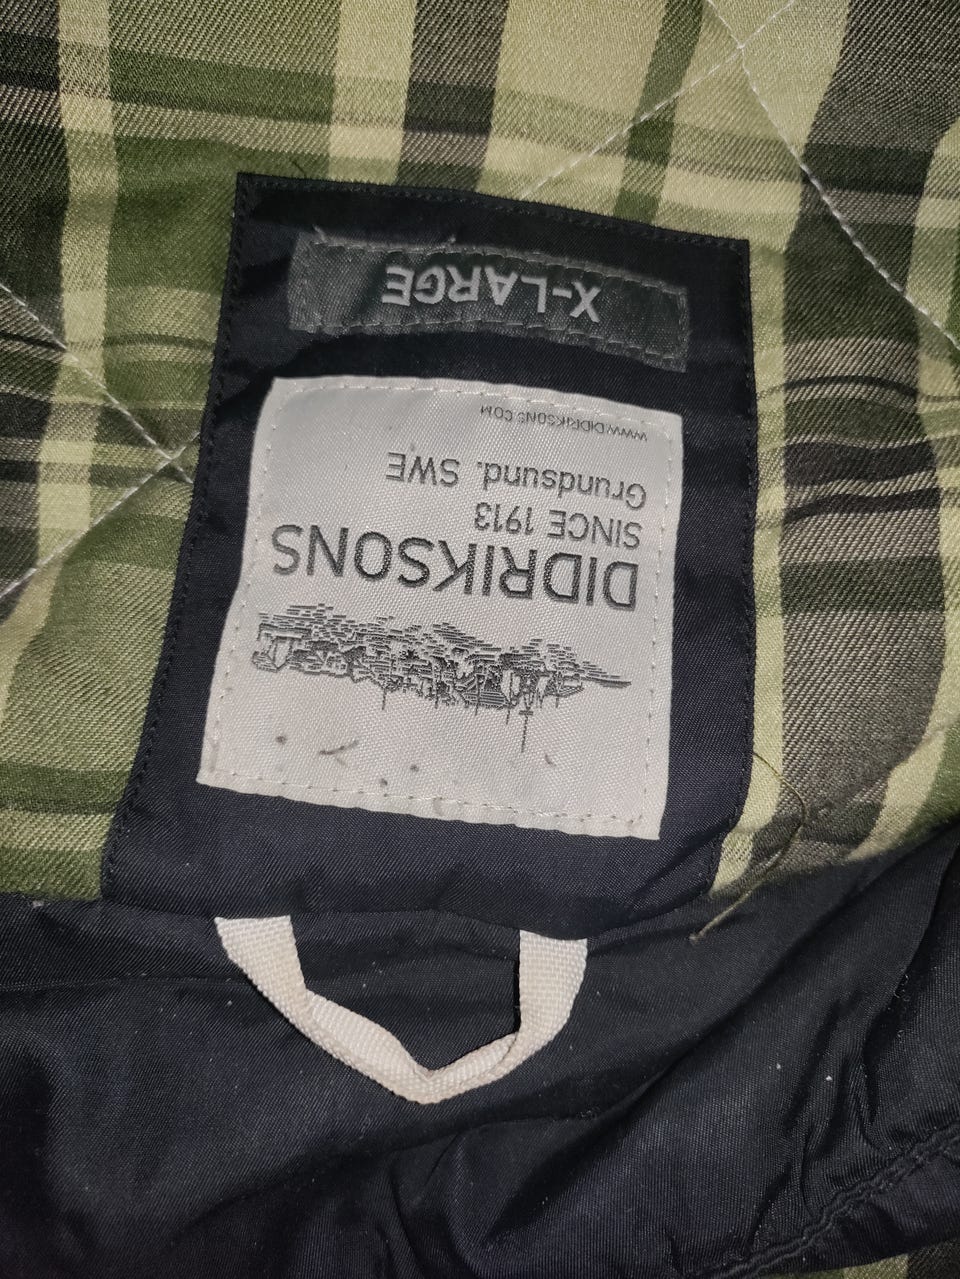 DIDRIKSONS
SINCE 1913
Grundsund. SWE
WWW.DIDRIKSONS.COM
X-LARGE